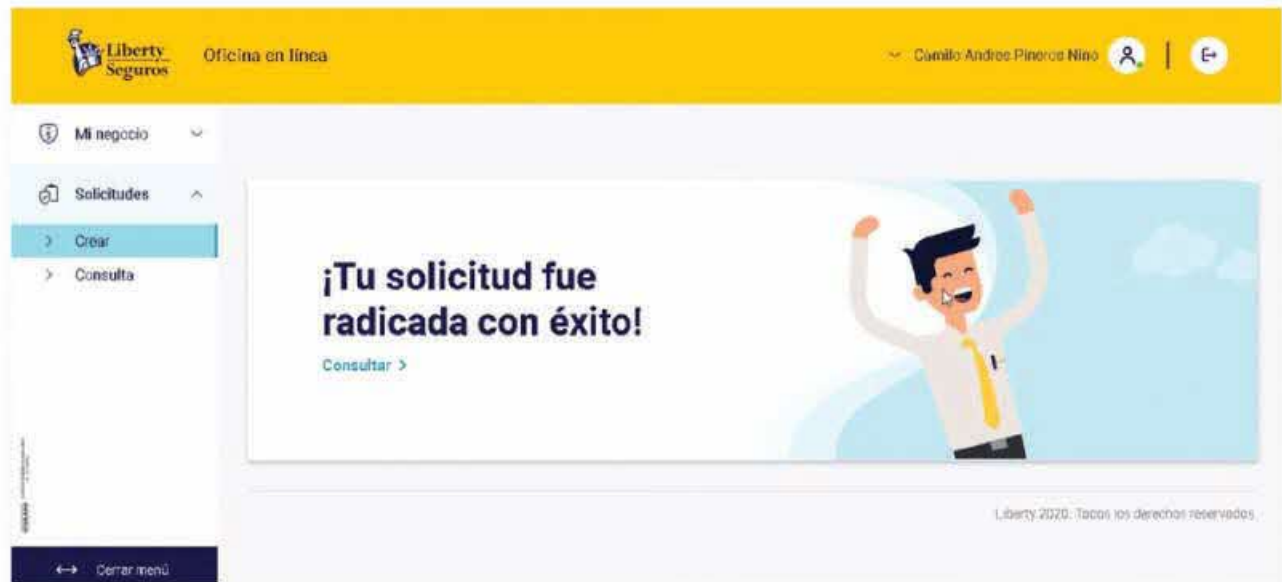 Liberty
Seguros
Oficina en línea
Camilo Andres Pineros Nino
Mi negocio
Solicitudes
Crear
Consulta
¡Tu solicitud fue
radicada con éxito!
Consultar >
Liberty 2020. Todos los derechos reservados
Cerrar menú